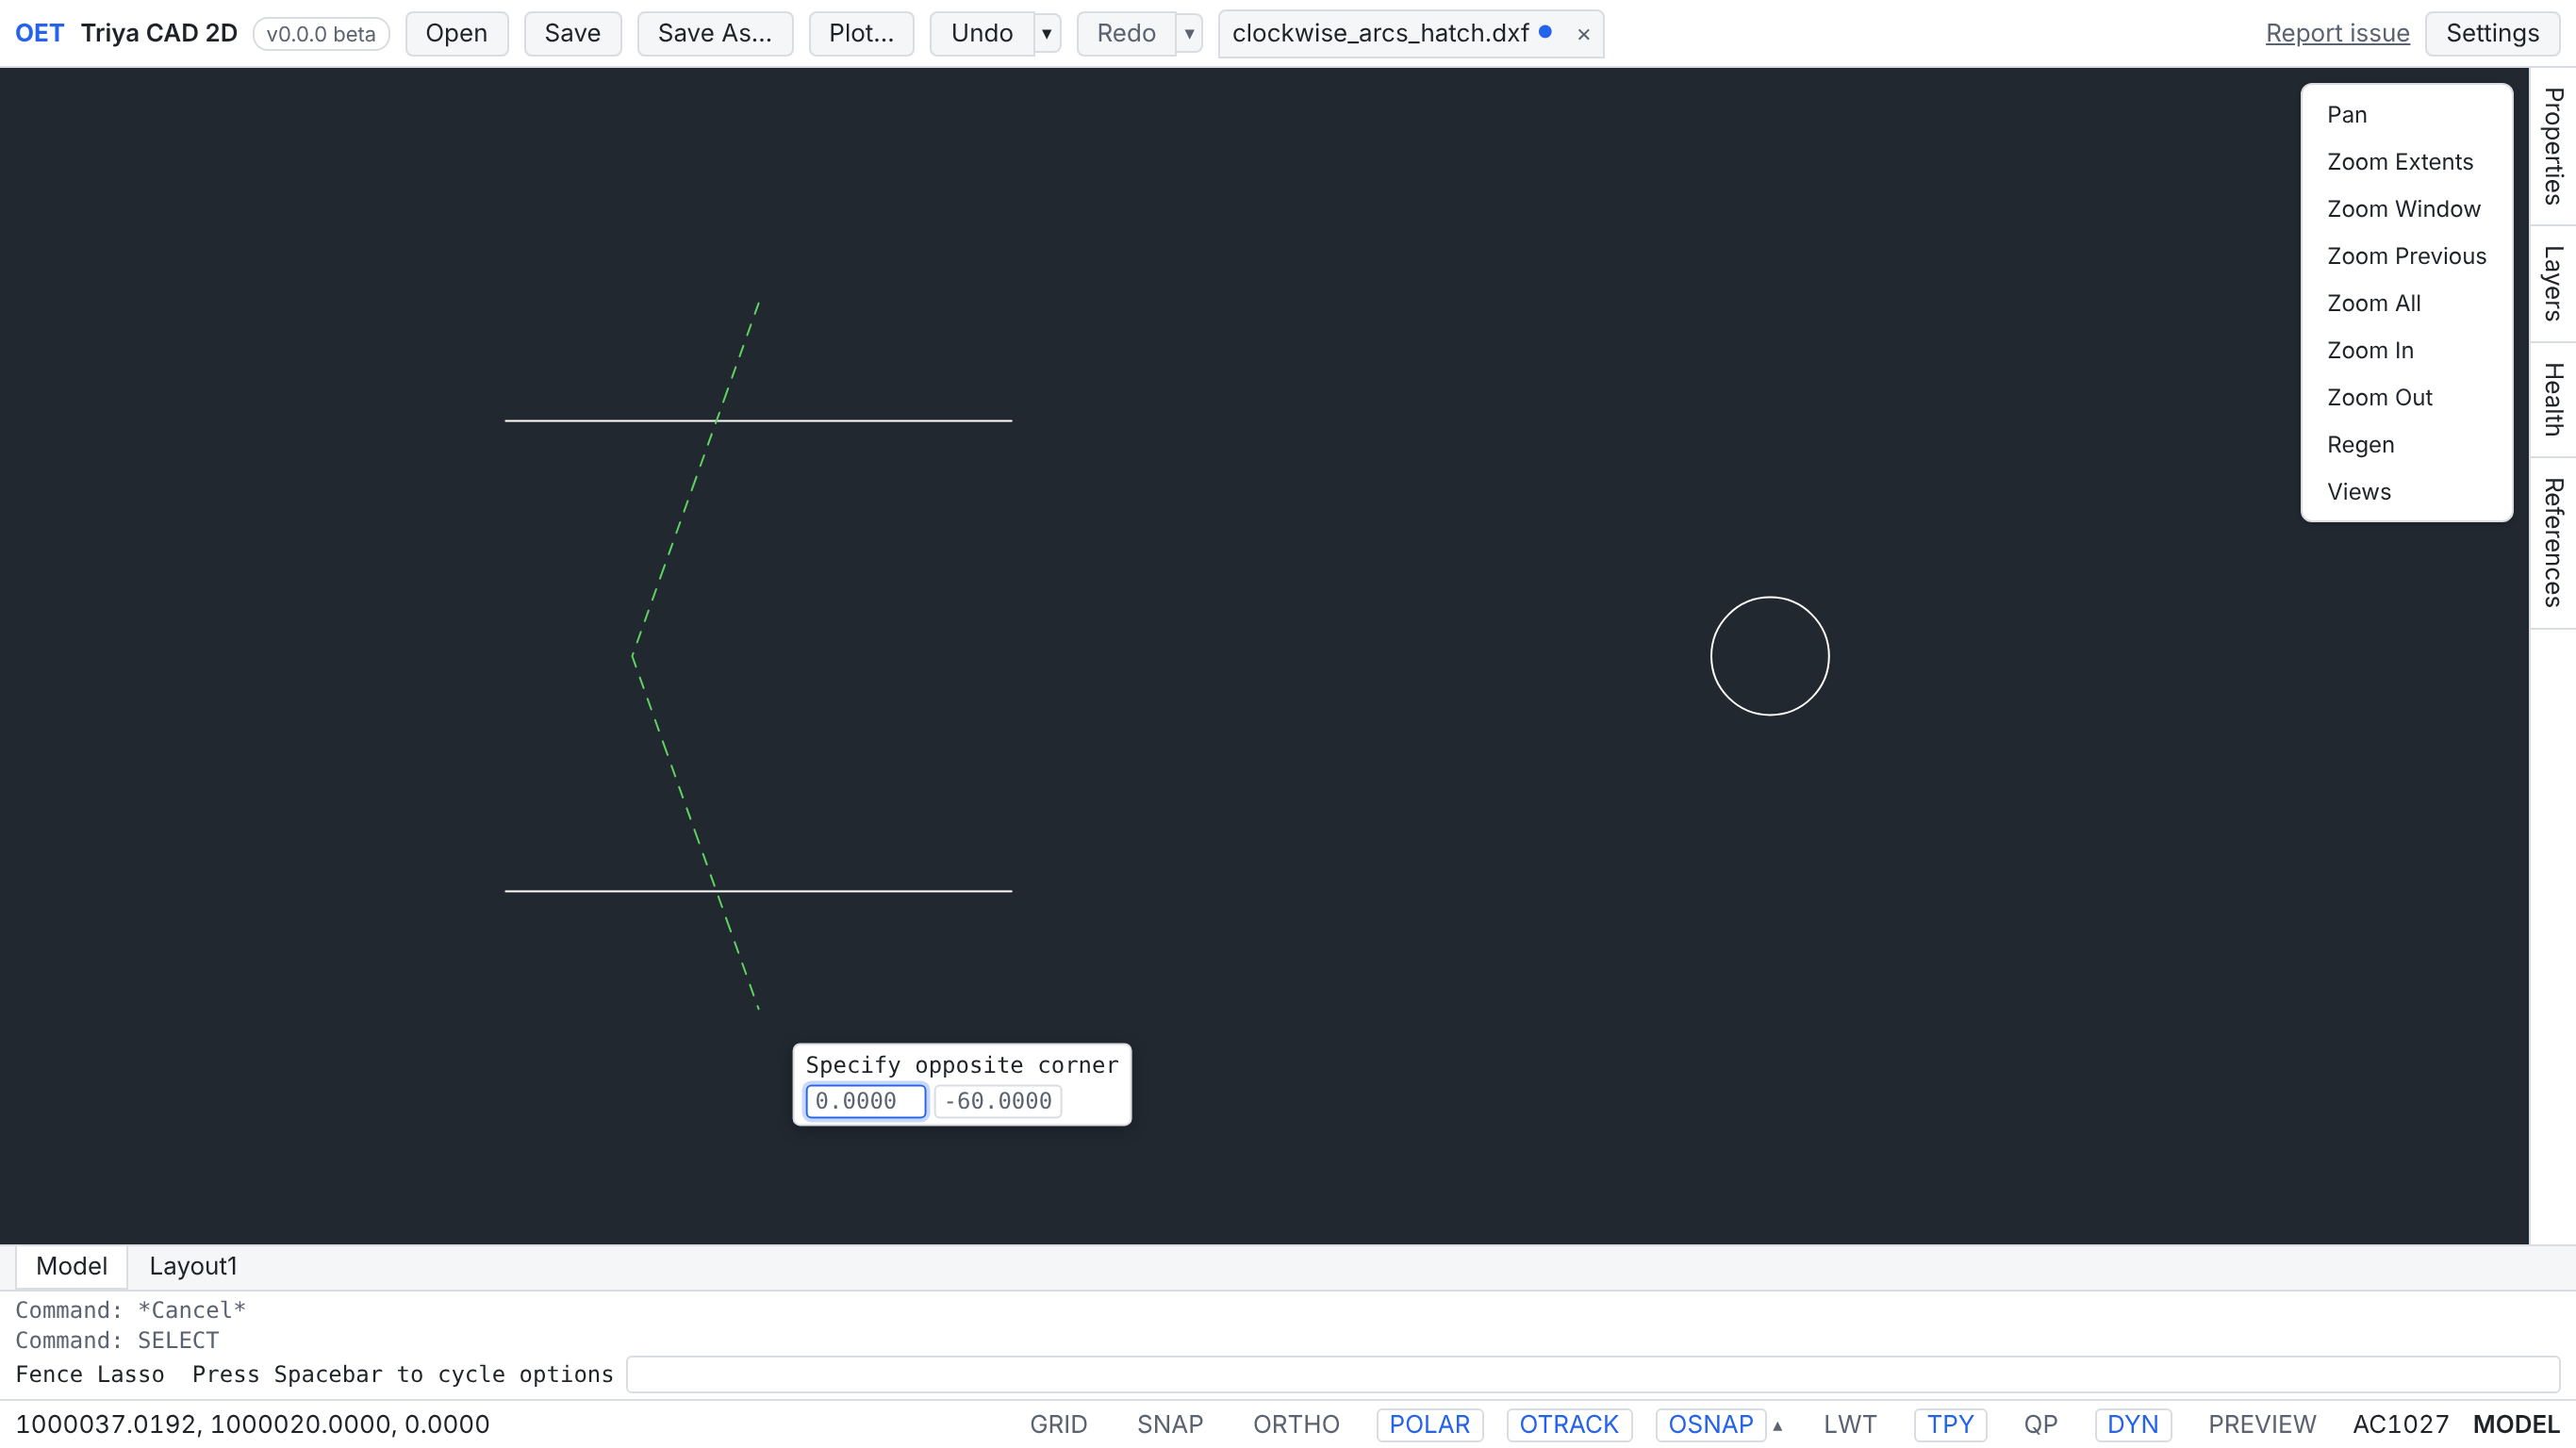 OET Triya CAD 2D v0.0.0 beta Open Save Save As... Plot... Undo ▼ Redo ▼ clockwise_arcs_hatch.dxf × Report issue Settings
Pan
Zoom Extents
Zoom Window
Zoom Previous
Zoom All
Zoom In
Zoom Out
Regen
Views
Properties
Layers
Health
References
Specify opposite corner
0.0000 -60.0000
Model Layout1
Command: *Cancel*
Command: SELECT
Fence Lasso  Press Spacebar to cycle options
1000037.0192, 1000020.0000, 0.0000 GRID SNAP ORTHO POLAR OTRACK OSNAP ▲ LWT TPY QP DYN PREVIEW AC1027 MODEL